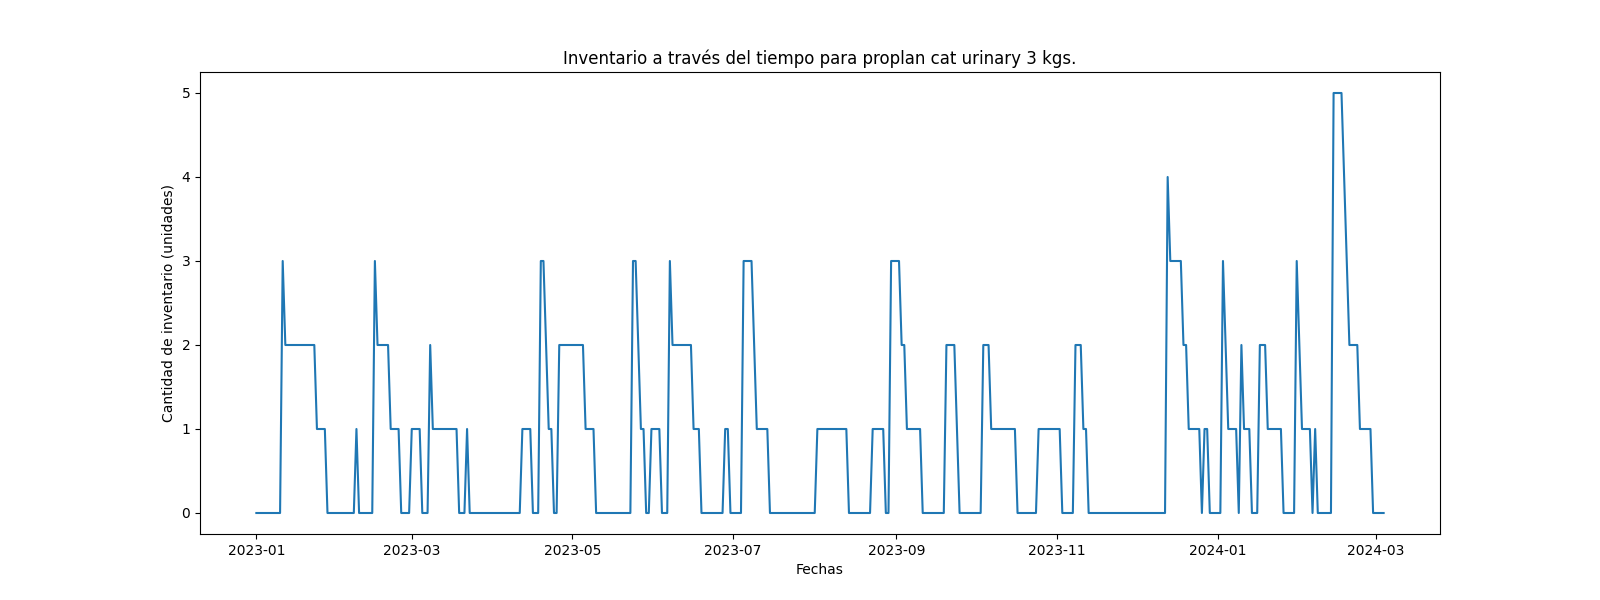 Inventario a través del tiempo para proplan cat urinary 3 kgs.
Cantidad de inventario (unidades)
5
4
3
2
1
0
2023-01 2023-03 2023-05 2023-07 2023-09 2023-11 2024-01 2024-03
Fechas